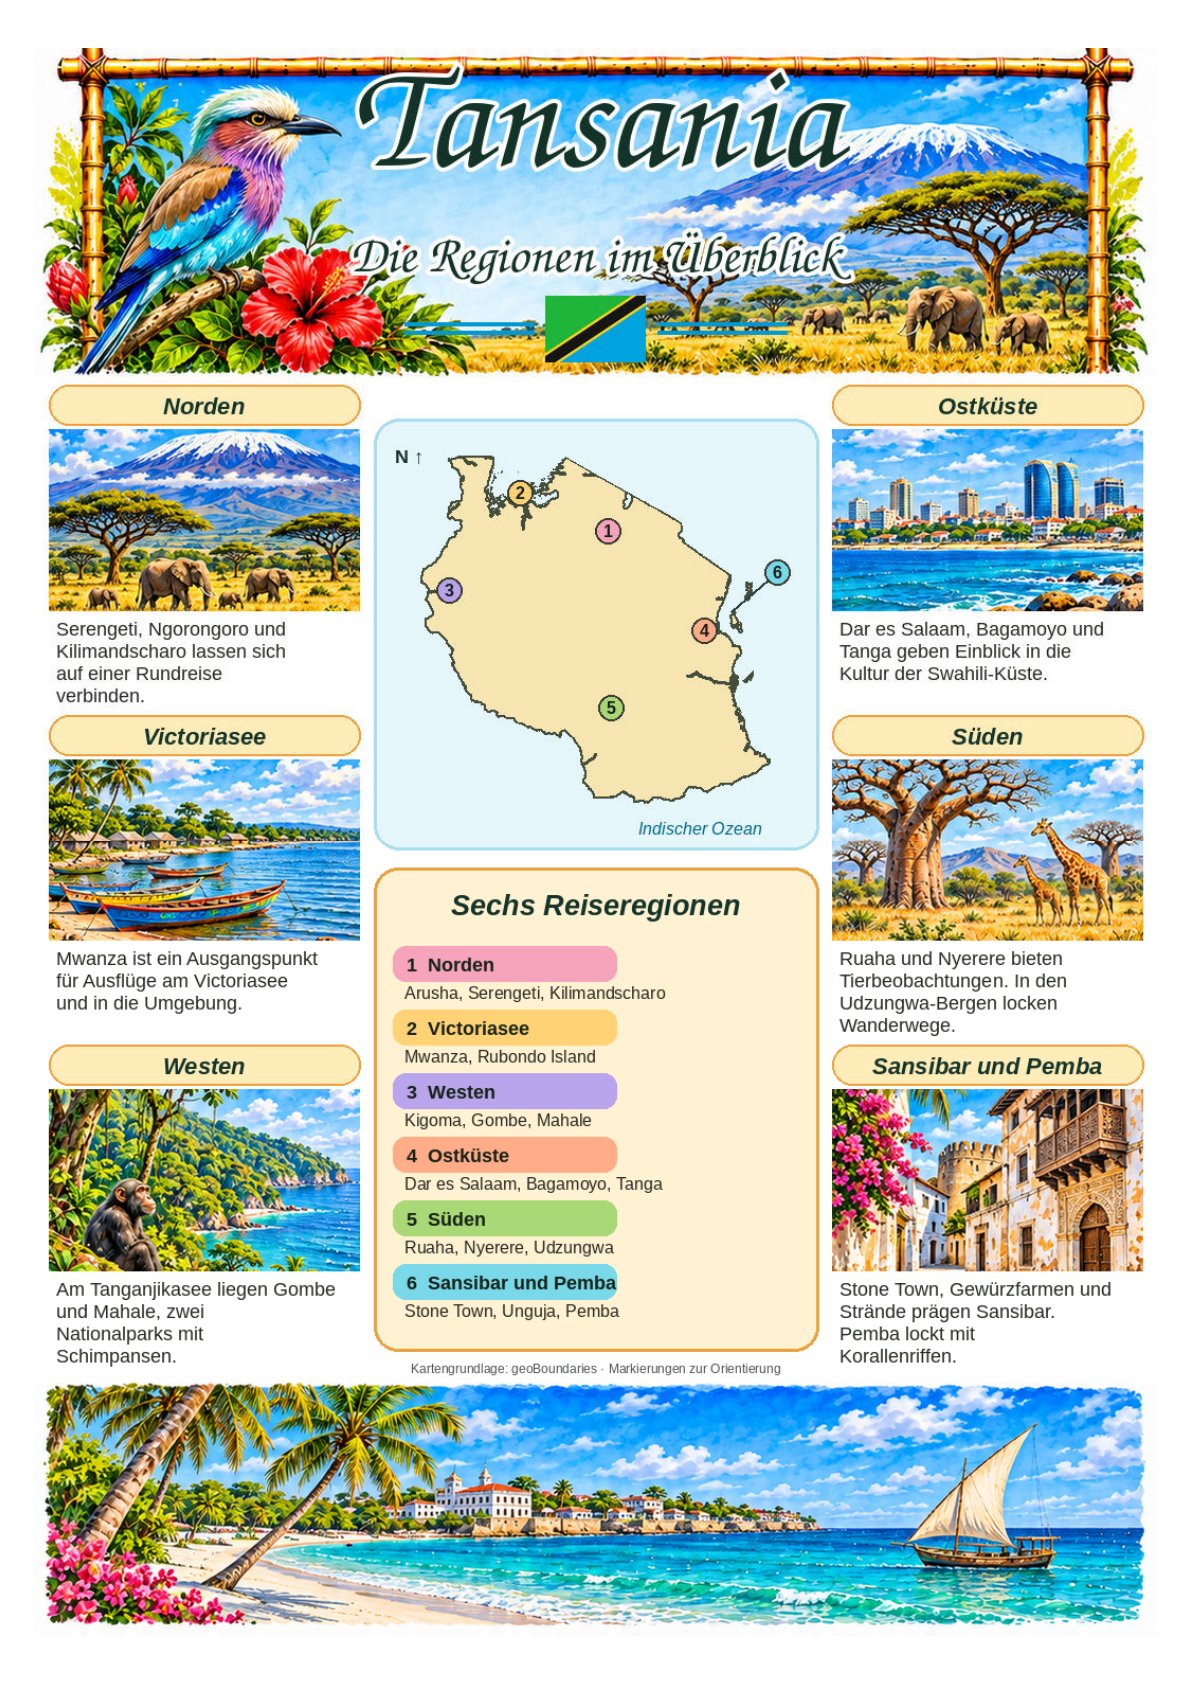 Tansania
Die Regionen im Überblick
Norden
Serengeti, Ngorongoro und
Kilimandscharo lassen sich
auf einer Rundreise
verbinden.
Victoriasee
Mwanza ist ein Ausgangspunkt
für Ausflüge am Victoriasee
und in die Umgebung.
Westen
Am Tanganjikasee liegen Gombe
und Mahale, zwei
Nationalparks mit
Schimpansen.
N ↑
2
1
6
3
4
5
Indischer Ozean
Sechs Reiseregionen
1 Norden
Arusha, Serengeti, Kilimandscharo
2 Victoriasee
Mwanza, Rubondo Island
3 Westen
Kigoma, Gombe, Mahale
4 Ostküste
Dar es Salaam, Bagamoyo, Tanga
5 Süden
Ruaha, Nyerere, Udzungwa
6 Sansibar und Pemba
Stone Town, Unguja, Pemba
Kartengrundlage: geoBoundaries · Markierungen zur Orientierung
Ostküste
Dar es Salaam, Bagamoyo und
Tanga geben Einblick in die
Kultur der Swahili-Küste.
Süden
Ruaha und Nyerere bieten
Tierbeobachtungen. In den
Udzungwa-Bergen locken
Wanderwege.
Sansibar und Pemba
Stone Town, Gewürzfarmen und
Strände prägen Sansibar.
Pemba lockt mit
Korallenriffen.